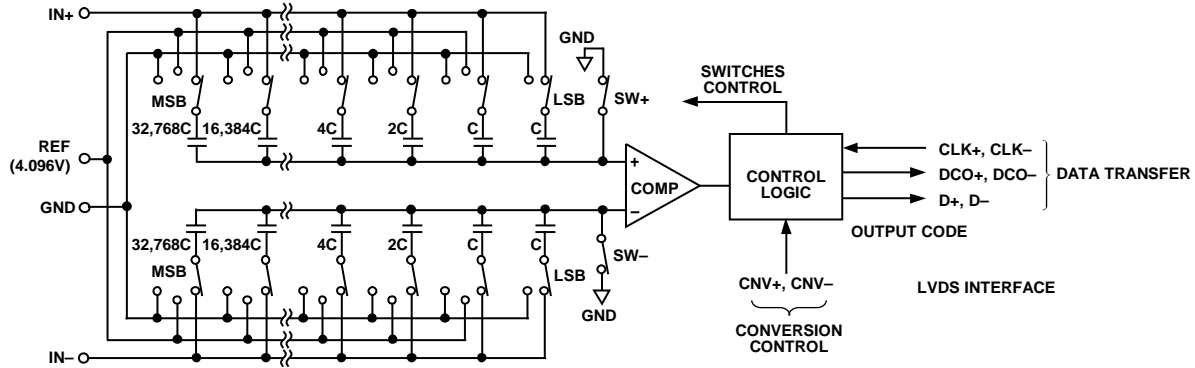 IN+
GND
SWITCHES
CONTROL
MSB
LSB
SW+
32,768C 16,384C 4C 2C C C
REF
(4.096V)
GND
+
COMP
–
CONTROL
LOGIC
CLK+, CLK–
DCO+, DCO–
D+, D–
DATA TRANSFER
OUTPUT CODE
32,768C 16,384C 4C 2C C C
MSB
LSB
SW–
GND
CNV+, CNV–
CONVERSION
CONTROL
LVDS INTERFACE
IN–